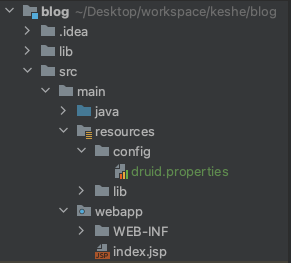 blog ~/Desktop/workspace/keshe/blog
.idea
lib
src
main
java
resources
config
druid.properties
lib
webapp
WEB-INF
index.jsp